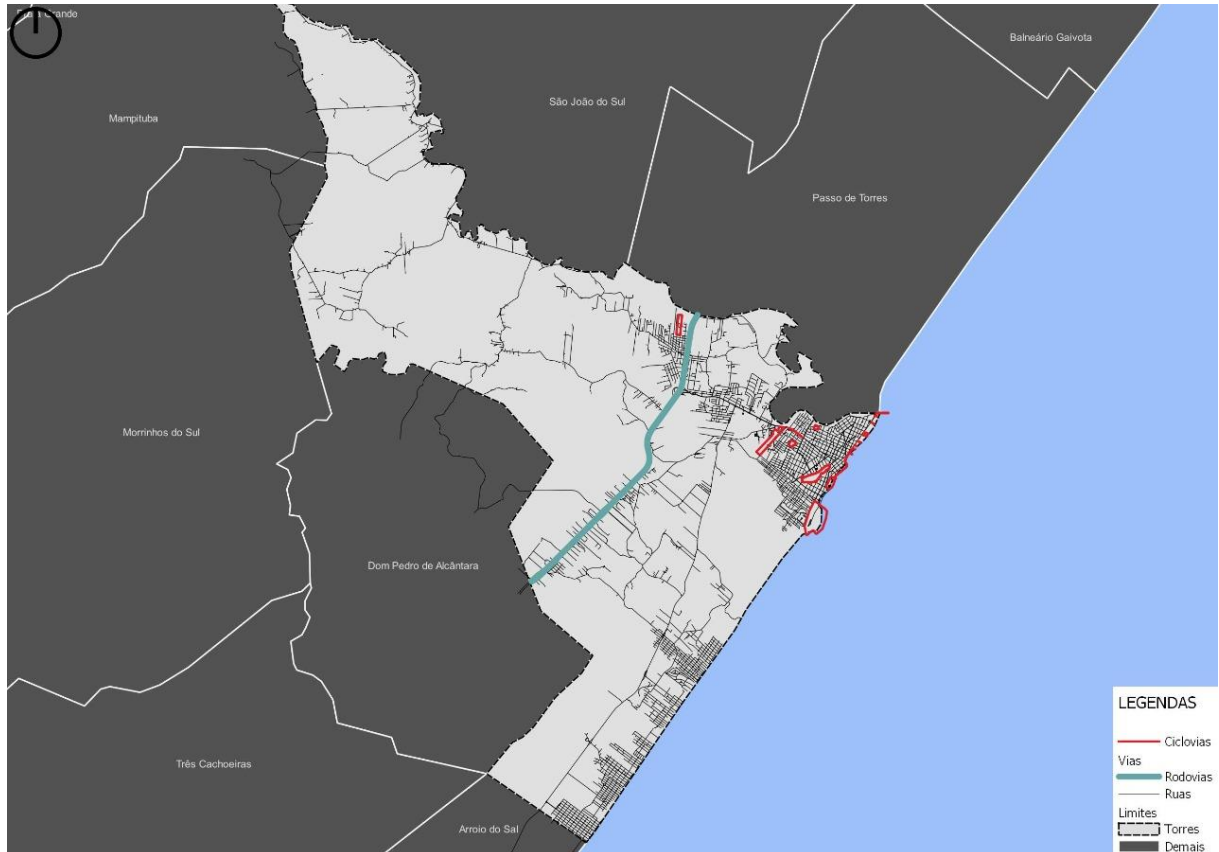 Balneário Gaivota
São João do Sul
Mampituba
Passo de Torres
Morrinhos do Sul
Dom Pedro de Alcântara
Três Cachoeiras
Arroio do Sal
LEGENDAS
Ciclovias
Vias
Rodovias
Ruas
Limites
Torres
Demais